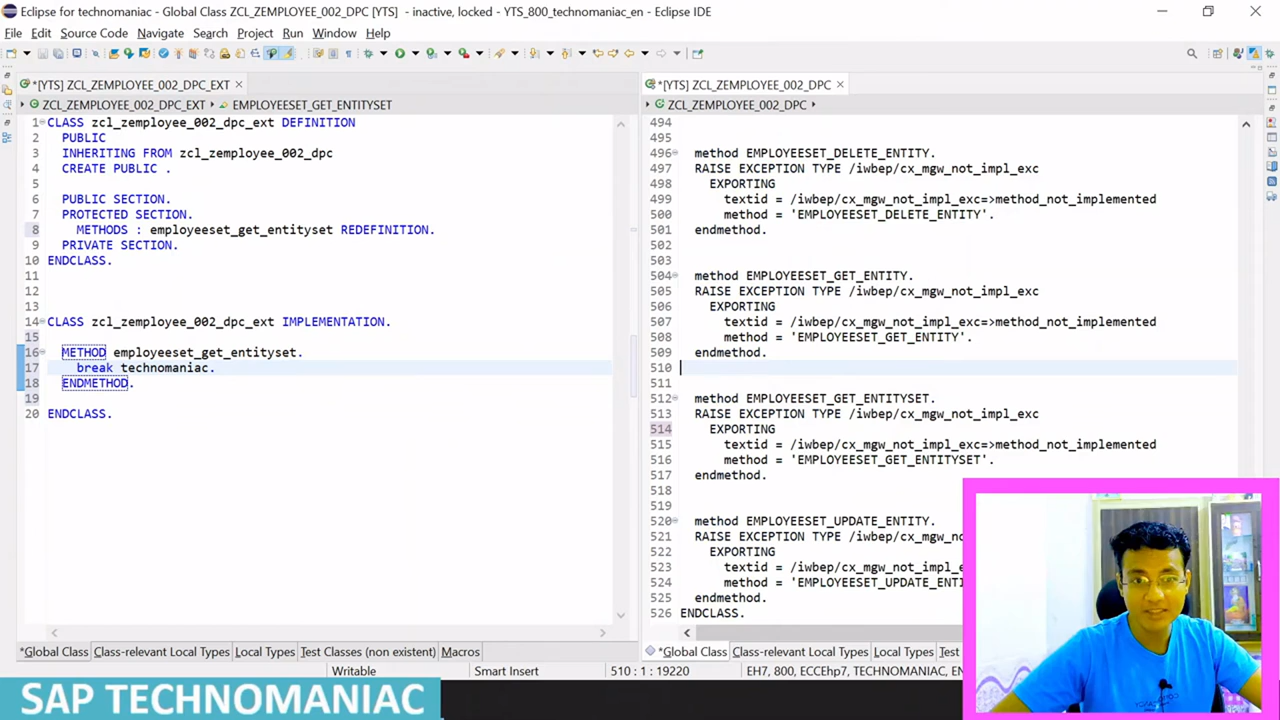 Eclipse for technomaniac - Global Class ZCL_ZEMPLOYEE_002_DPC [YTS] - inactive, locked - YTS_800_technomaniac_en - Eclipse IDE
File Edit Source Code Navigate Search Project Run Window Help
*[YTS] ZCL_ZEMPLOYEE_002_DPC_EXT
ZCL_ZEMPLOYEE_002_DPC_EXT EMPLOYEESET_GET_ENTITYSET
1 CLASS zcl_zemployee_002_dpc_ext DEFINITION
2 PUBLIC
3 INHERITING FROM zcl_zemployee_002_dpc
4 CREATE PUBLIC .
5
6 PUBLIC SECTION.
7 PROTECTED SECTION.
8 METHODS : employeeset_get_entityset REDEFINITION.
9 PRIVATE SECTION.
10 ENDCLASS.
11
12
13
14 CLASS zcl_zemployee_002_dpc_ext IMPLEMENTATION.
15
16 METHOD employeeset_get_entityset.
17 break technomaniac.
18 ENDMETHOD.
19
20 ENDCLASS.
*Global Class Class-relevant Local Types Local Types Test Classes (non existent) Macros
*[YTS] ZCL_ZEMPLOYEE_002_DPC
ZCL_ZEMPLOYEE_002_DPC
494
495
496 method EMPLOYEESET_DELETE_ENTITY.
497 RAISE EXCEPTION TYPE /iwbep/cx_mgw_not_impl_exc
498 EXPORTING
499 textid = /iwbep/cx_mgw_not_impl_exc=>method_not_implemented
500 method = 'EMPLOYEESET_DELETE_ENTITY'.
501 endmethod.
502
503
504 method EMPLOYEESET_GET_ENTITY.
505 RAISE EXCEPTION TYPE /iwbep/cx_mgw_not_impl_exc
506 EXPORTING
507 textid = /iwbep/cx_mgw_not_impl_exc=>method_not_implemented
508 method = 'EMPLOYEESET_GET_ENTITY'.
509 endmethod.
510
511
512 method EMPLOYEESET_GET_ENTITYSET.
513 RAISE EXCEPTION TYPE /iwbep/cx_mgw_not_impl_exc
514 EXPORTING
515 textid = /iwbep/cx_mgw_not_impl_exc=>method_not_implemented
516 method = 'EMPLOYEESET_GET_ENTITYSET'.
517 endmethod.
518
519
520 method EMPLOYEESET_UPDATE_ENTITY.
521 RAISE EXCEPTION TYPE /iwbep/cx_mgw_not_im
522 EXPORTING
523 textid = /iwbep/cx_mgw_not_impl_e
524 method = 'EMPLOYEESET_UPDATE_ENTI
525 endmethod.
526 ENDCLASS.
*Global Class Class-relevant Local Types Local Types Test
Writable Smart Insert 510 : 1 : 19220 EH7, 800, ECCEhp7, TECHNOMANIAC, EN
SAP TECHNOMANIAC